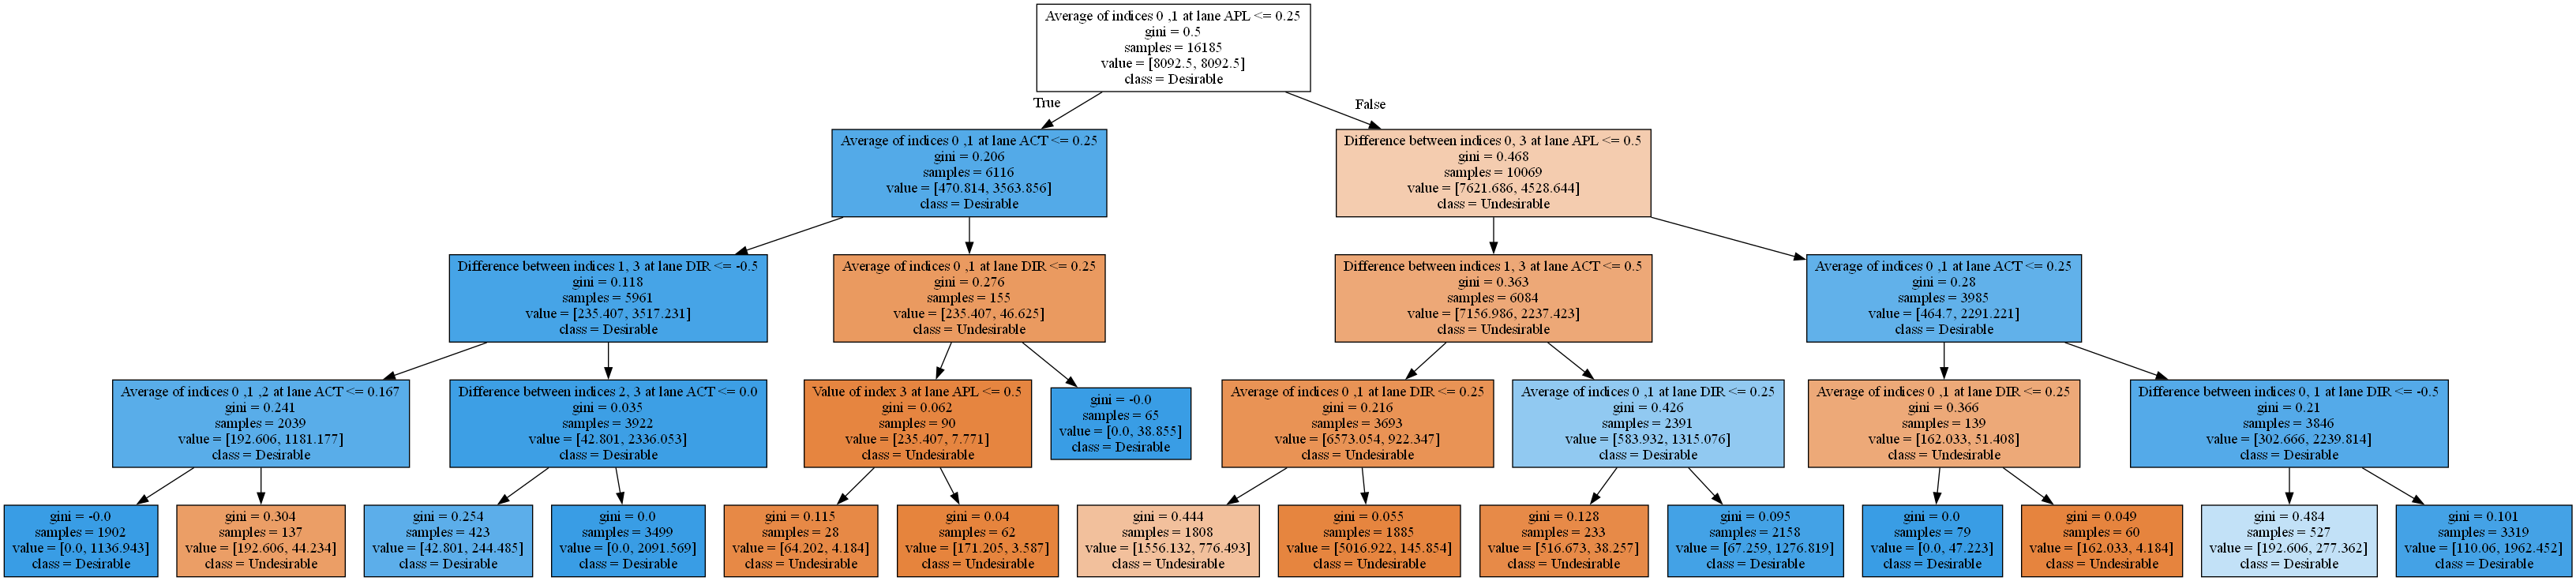 Average of indices 0 ,1 at lane APL <= 0.25
gini = 0.5
samples = 16185
value = [8092.5, 8092.5]
class = Desirable
True
False
Average of indices 0 ,1 at lane ACT <= 0.25
gini = 0.206
samples = 6116
value = [470.814, 3563.856]
class = Desirable
Difference between indices 0, 3 at lane APL <= 0.5
gini = 0.468
samples = 10069
value = [7621.686, 4528.644]
class = Undesirable
Difference between indices 1, 3 at lane DIR <= -0.5
gini = 0.118
samples = 5961
value = [235.407, 3517.231]
class = Desirable
Average of indices 0 ,1 at lane DIR <= 0.25
gini = 0.276
samples = 155
value = [235.407, 46.625]
class = Undesirable
Difference between indices 1, 3 at lane ACT <= 0.5
gini = 0.363
samples = 6084
value = [7156.986, 2237.423]
class = Undesirable
Average of indices 0 ,1 at lane ACT <= 0.25
gini = 0.28
samples = 3985
value = [464.7, 2291.221]
class = Desirable
Average of indices 0 ,1 ,2 at lane ACT <= 0.167
gini = 0.241
samples = 2039
value = [192.606, 1181.177]
class = Desirable
Difference between indices 2, 3 at lane ACT <= 0.0
gini = 0.035
samples = 3922
value = [42.801, 2336.053]
class = Desirable
Value of index 3 at lane APL <= 0.5
gini = 0.062
samples = 90
value = [235.407, 7.771]
class = Undesirable
gini = -0.0
samples = 65
value = [0.0, 38.855]
class = Desirable
Average of indices 0 ,1 at lane DIR <= 0.25
gini = 0.216
samples = 3693
value = [6573.054, 922.347]
class = Undesirable
Average of indices 0 ,1 at lane DIR <= 0.25
gini = 0.426
samples = 2391
value = [583.932, 1315.076]
class = Desirable
Average of indices 0 ,1 at lane DIR <= 0.25
gini = 0.366
samples = 139
value = [162.033, 51.408]
class = Undesirable
Difference between indices 0, 1 at lane DIR <= -0.5
gini = 0.21
samples = 3846
value = [302.666, 2239.814]
class = Desirable
gini = -0.0
samples = 1902
value = [0.0, 1136.943]
class = Desirable
gini = 0.304
samples = 137
value = [192.606, 44.234]
class = Undesirable
gini = 0.254
samples = 423
value = [42.801, 244.485]
class = Desirable
gini = 0.0
samples = 3499
value = [0.0, 2091.569]
class = Desirable
gini = 0.115
samples = 28
value = [64.202, 4.184]
class = Undesirable
gini = 0.04
samples = 62
value = [171.205, 3.587]
class = Undesirable
gini = 0.444
samples = 1808
value = [1556.132, 776.493]
class = Undesirable
gini = 0.055
samples = 1885
value = [5016.922, 145.854]
class = Undesirable
gini = 0.128
samples = 233
value = [516.673, 38.257]
class = Undesirable
gini = 0.095
samples = 2158
value = [67.259, 1276.819]
class = Desirable
gini = 0.0
samples = 79
value = [0.0, 47.223]
class = Desirable
gini = 0.049
samples = 60
value = [162.033, 4.184]
class = Undesirable
gini = 0.484
samples = 527
value = [192.606, 277.362]
class = Desirable
gini = 0.101
samples = 3319
value = [110.06, 1962.452]
class = Desirable